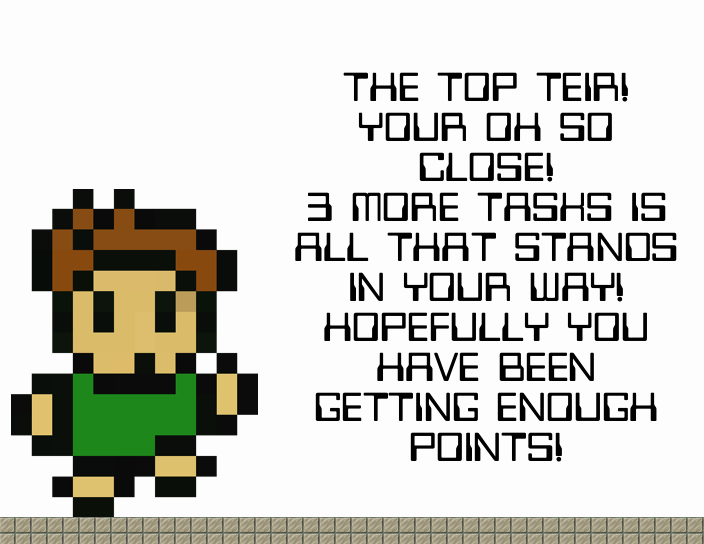 THE TOP TEIR!
YOUR OH SO
CLOSE!
3 MORE TASKS IS
ALL THAT STANDS
IN YOUR WAY!
HOPEFULLY YOU
HAVE BEEN
GETTING ENOUGH
POINTS!